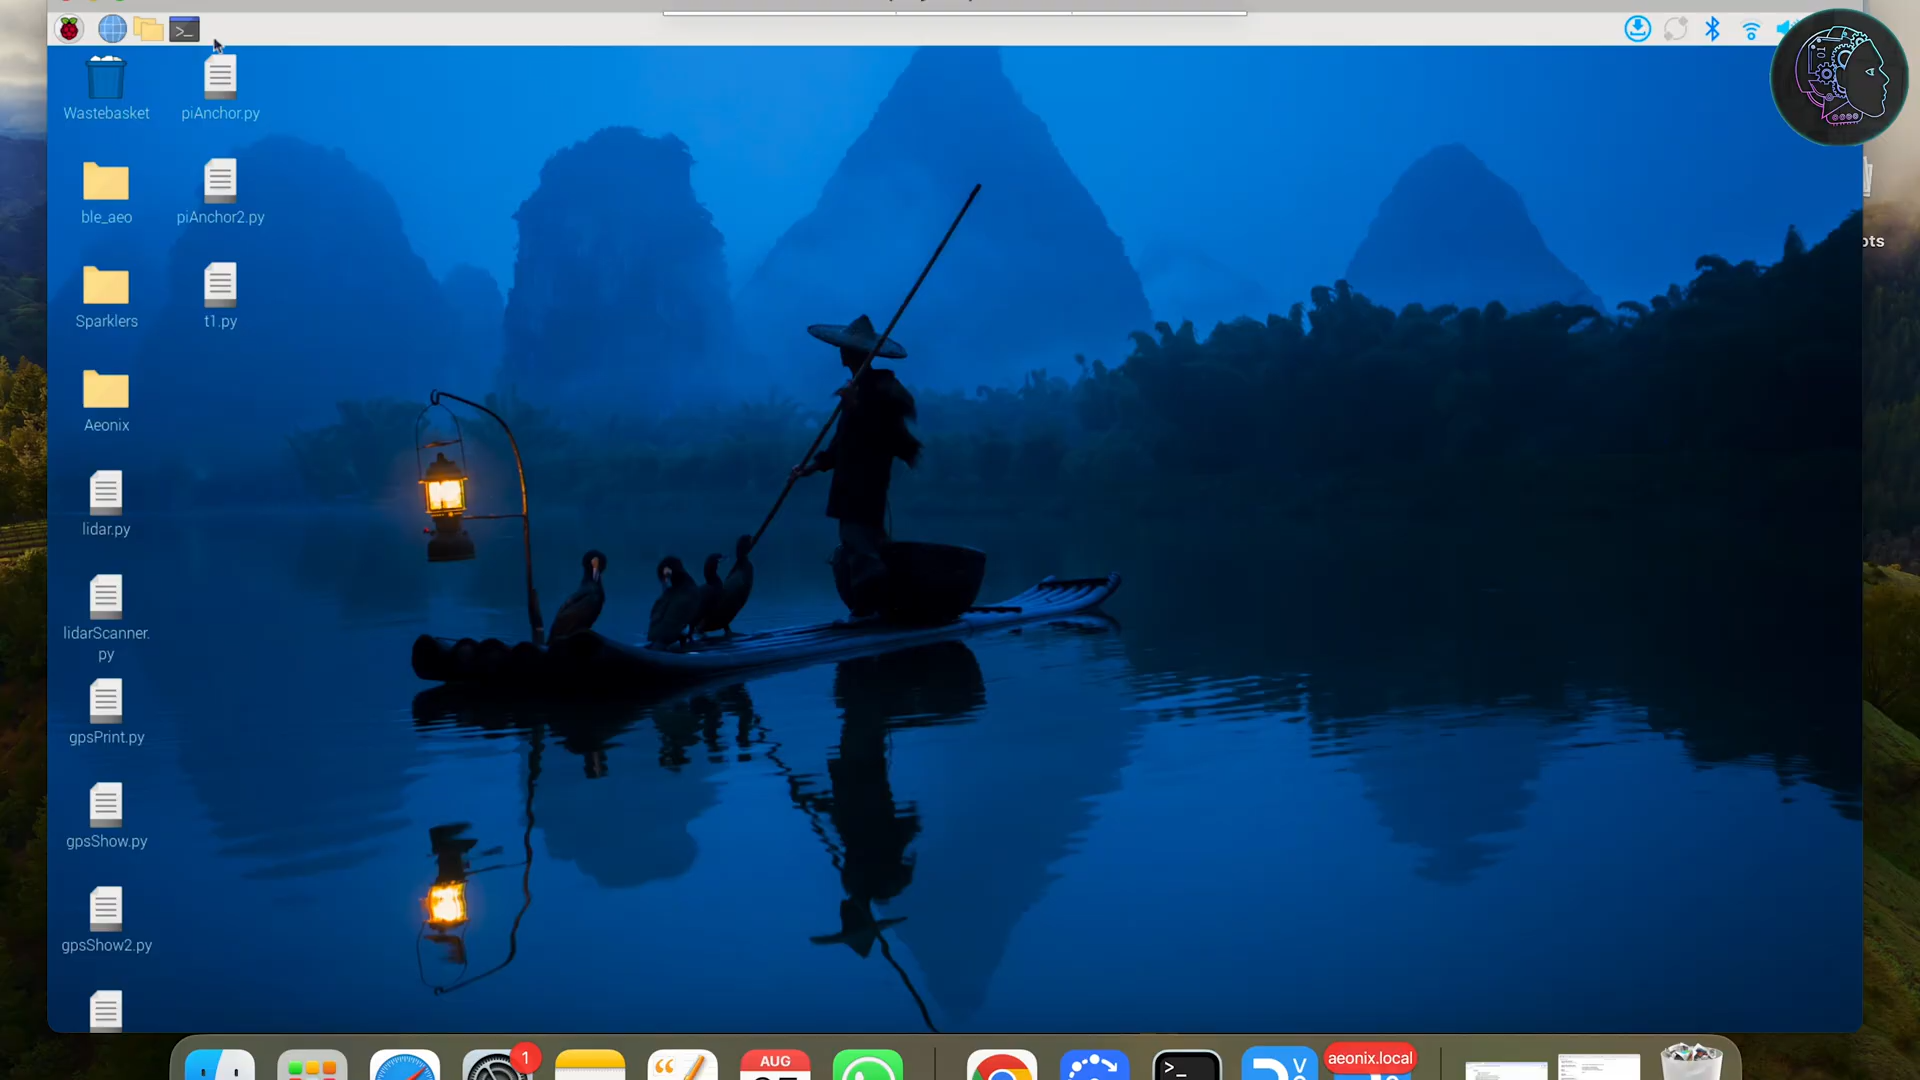 Wastebasket
piAnchor.py
ble_aeo
piAnchor2.py
Sparklers
t1.py
Aeonix
lidar.py
lidarScanner.
py
gpsPrint.py
gpsShow.py
gpsShow2.py
ots
1
AUG
>_
V
aeonix.local